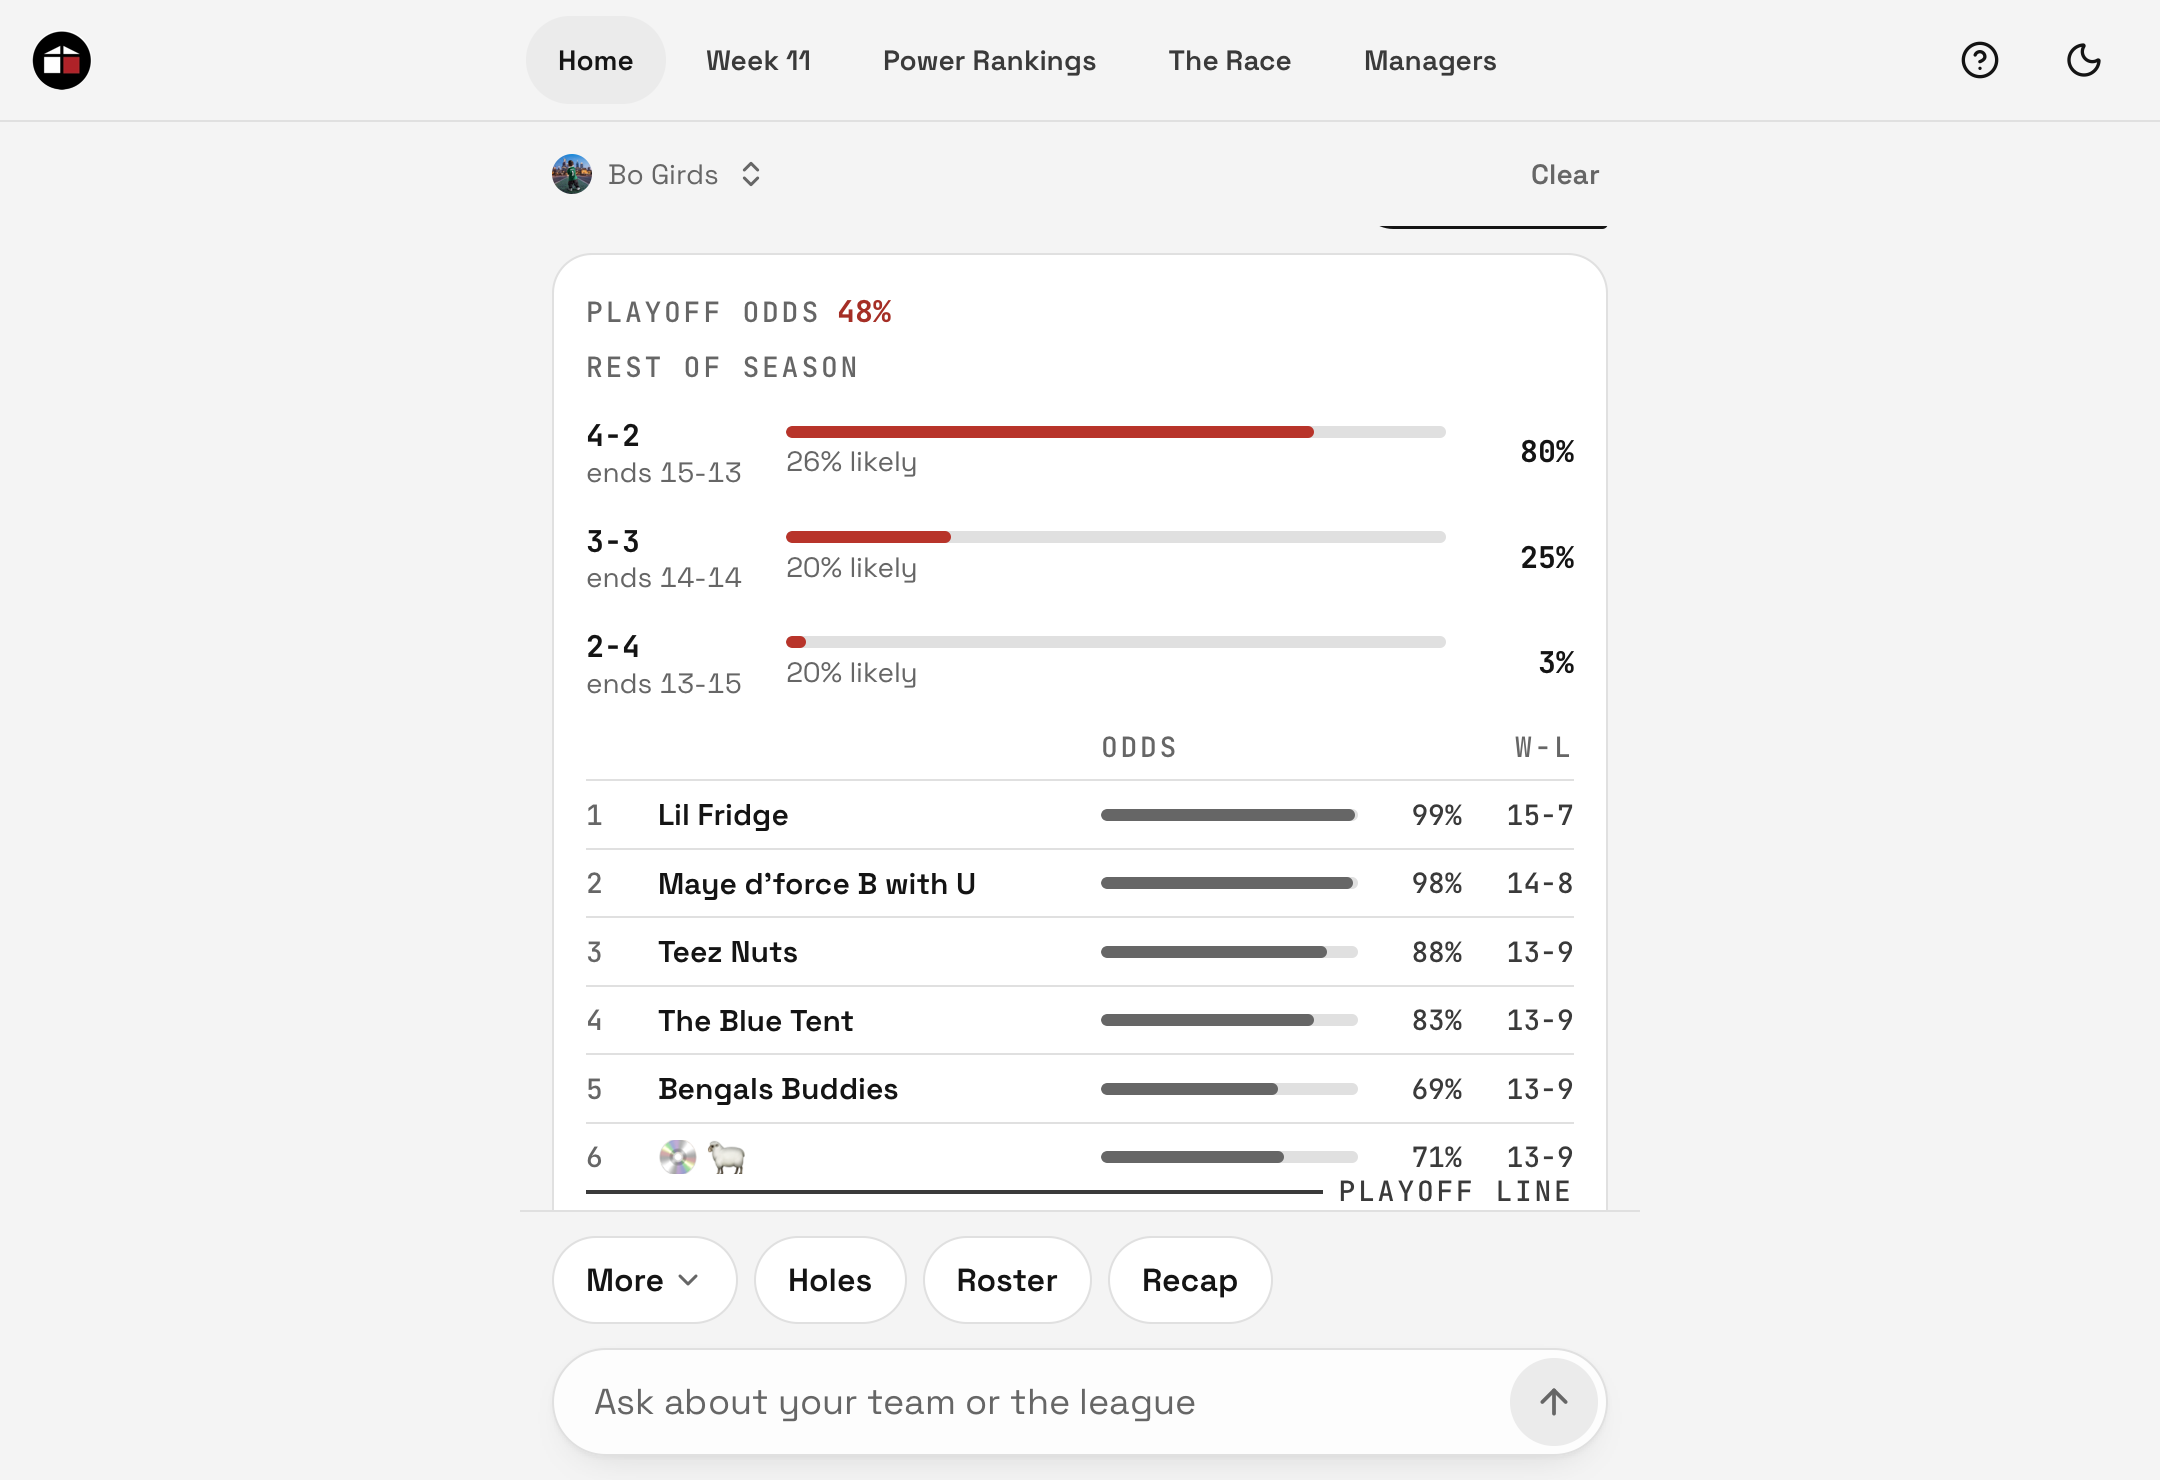 Home Week 11 Power Rankings The Race Managers
Bo Girds Clear
PLAYOFF ODDS 48%
REST OF SEASON
4-2
ends 15-13
26% likely
80%
3-3
ends 14-14
20% likely
25%
2-4
ends 13-15
20% likely
3%
ODDS W-L
1 Lil Fridge 99% 15-7
2 Maye d’force B with U 98% 14-8
3 Teez Nuts 88% 13-9
4 The Blue Tent 83% 13-9
5 Bengals Buddies 69% 13-9
6 💿 🐑 71% 13-9
PLAYOFF LINE
More Holes Roster Recap
Ask about your team or the league